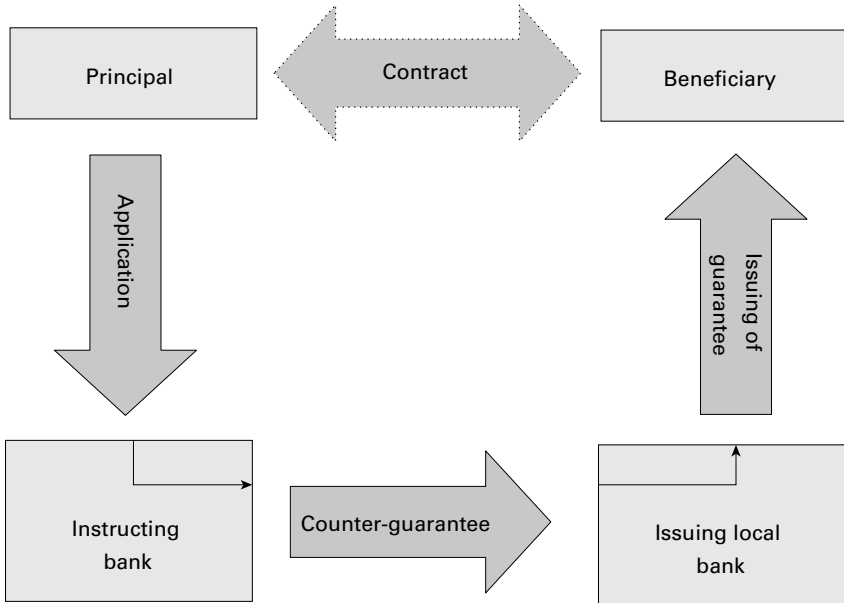 Principal
Contract
Beneficiary
Application
Issuing of
guarantee
Instructing
bank
Counter-guarantee
Issuing local
bank